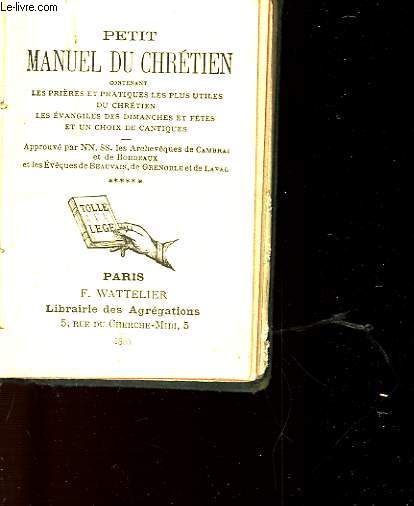 Le-livre.com
PETIT
MANUEL DU CHRÉTIEN
CONTENANT
LES PRIÈRES ET PRATIQUES LES PLUS UTILES
DU CHRÉTIEN
LES ÉVANGILES DES DIMANCHES ET FÊTES
ET UN CHOIX DE CANTIQUES
Approuvé par NN. SS. les Archevêques de CAMBRAI
et de BORDEAUX
et les Évêques de BEAUVAIS, de GRENOBLE et de LAVAL
******
TOLLE
LEGE
PARIS
F. WATTELIER
Librairie des Agrégations
5, RUE DU CHERCHE-MIDI, 5